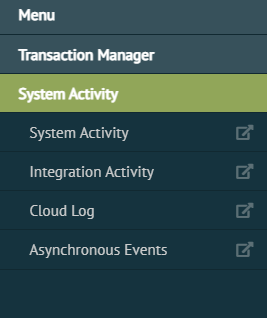 Menu
Transaction Manager
System Activity
System Activity
Integration Activity
Cloud Log
Asynchronous Events